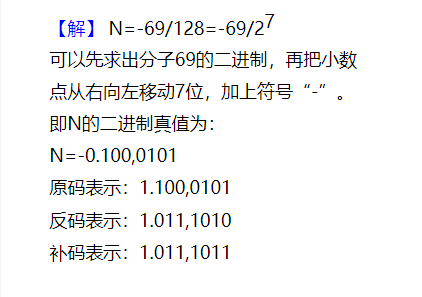 【解】 N=-69/128=-69/2⁷
可以先求出分子69的二进制，再把小数
点从右向左移动7位，加上符号“-”。
即N的二进制真值为：
N=-0.100,0101
原码表示：1.100,0101
反码表示：1.011,1010
补码表示：1.011,1011